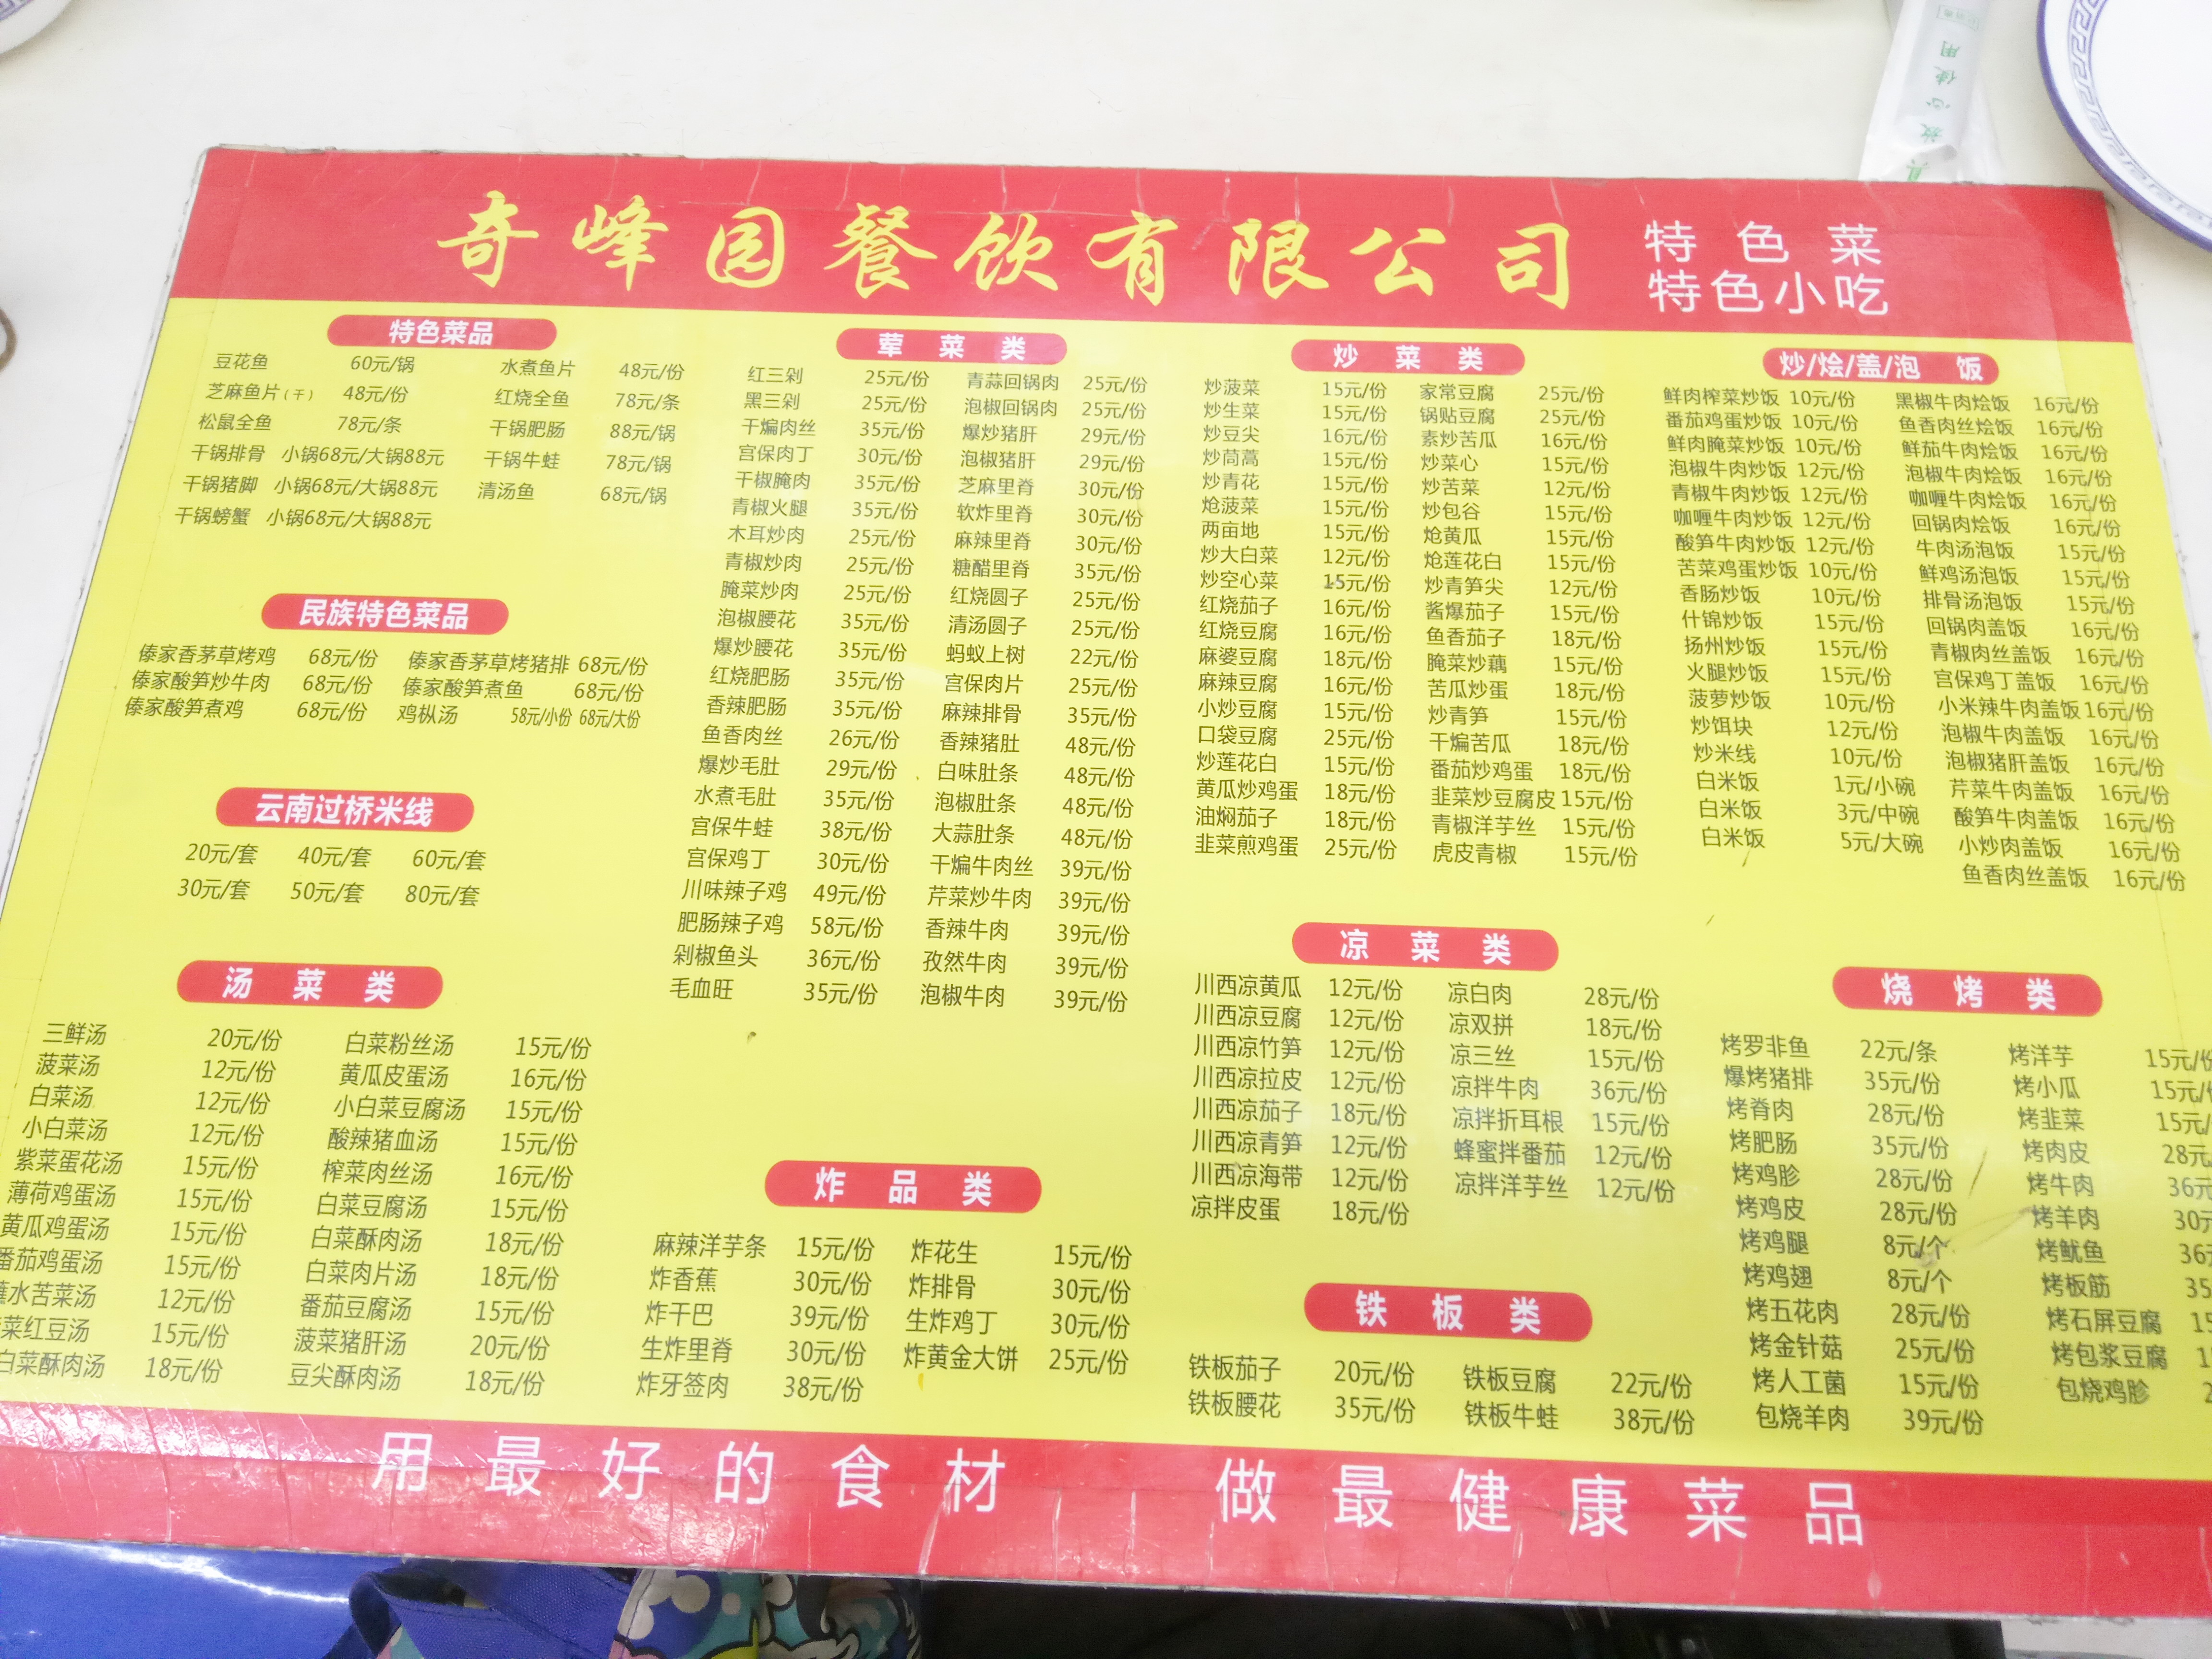 奇峰园餐饮有限公司
特色菜
特色小吃
特色菜品
豆花鱼 60元/锅 水煮鱼片 48元/份
芝麻鱼片(干) 48元/份 红烧全鱼 78元/条
松鼠全鱼 78元/条 干锅肥肠 88元/锅
干锅排骨 小锅68元/大锅88元 干锅牛蛙 78元/锅
干锅猪脚 小锅68元/大锅88元 清汤鱼 68元/锅
干锅螃蟹 小锅68元/大锅88元
民族特色菜品
傣家香茅草烤鸡 68元/份 傣家香茅草烤猪排 68元/份
傣家酸笋炒牛肉 68元/份 傣家酸笋煮鱼 68元/份
傣家酸笋煮鸡 68元/份 鸡枞汤 58元/小份 68元/大份
云南过桥米线
20元/套 40元/套 60元/套
30元/套 50元/套 80元/套
汤菜类
三鲜汤 20元/份 白菜粉丝汤 15元/份
菠菜汤 12元/份 黄瓜皮蛋汤 16元/份
白菜汤 12元/份 小白菜豆腐汤 15元/份
小白菜汤 12元/份 酸辣猪血汤 15元/份
紫菜蛋花汤 15元/份 榨菜肉丝汤 16元/份
薄荷鸡蛋汤 15元/份 白菜豆腐汤 15元/份
黄瓜鸡蛋汤 15元/份 白菜酥肉汤 18元/份
番茄鸡蛋汤 15元/份 白菜肉片汤 18元/份
蘸水苦菜汤 12元/份 番茄豆腐汤 15元/份
菜红豆汤 15元/份 菠菜猪肝汤 20元/份
白菜酥肉汤 18元/份 豆尖酥肉汤 18元/份
荤菜类
红三剁 25元/份 青蒜回锅肉 25元/份
黑三剁 25元/份 泡椒回锅肉 25元/份
干煸肉丝 35元/份 爆炒猪肝 29元/份
宫保肉丁 30元/份 泡椒猪肝 29元/份
干椒腌肉 35元/份 芝麻里脊 30元/份
青椒火腿 35元/份 软炸里脊 30元/份
木耳炒肉 25元/份 麻辣里脊 30元/份
青椒炒肉 25元/份 糖醋里脊 35元/份
腌菜炒肉 25元/份 红烧圆子 25元/份
泡椒腰花 35元/份 清汤圆子 25元/份
爆炒腰花 35元/份 蚂蚁上树 22元/份
红烧肥肠 35元/份 宫保肉片 25元/份
香辣肥肠 35元/份 麻辣排骨 35元/份
鱼香肉丝 26元/份 香辣猪肚 48元/份
爆炒毛肚 29元/份 白味肚条 48元/份
水煮毛肚 35元/份 泡椒肚条 48元/份
宫保牛蛙 38元/份 大蒜肚条 48元/份
宫保鸡丁 30元/份 干煸牛肉丝 39元/份
川味辣子鸡 49元/份 芹菜炒牛肉 39元/份
肥肠辣子鸡 58元/份 香辣牛肉 39元/份
剁椒鱼头 36元/份 孜然牛肉 39元/份
毛血旺 35元/份 泡椒牛肉 39元/份
炸品类
麻辣洋芋条 15元/份 炸花生 15元/份
炸香蕉 30元/份 炸排骨 30元/份
炸干巴 39元/份 生炸鸡丁 30元/份
生炸里脊 30元/份 炸黄金大饼 25元/份
炸牙签肉 38元/份
炒菜类
炒菠菜 15元/份 家常豆腐 25元/份
炒生菜 15元/份 锅贴豆腐 25元/份
炒豆尖 16元/份 素炒苦瓜 16元/份
炒茼蒿 15元/份 炒菜心 15元/份
炒青花 15元/份 炒苦菜 12元/份
炝菠菜 15元/份 炒包谷 15元/份
两亩地 15元/份 炝黄瓜 15元/份
炒大白菜 12元/份 炝莲花白 15元/份
炒空心菜 15元/份 炒青笋尖 12元/份
红烧茄子 16元/份 酱爆茄子 15元/份
红烧豆腐 16元/份 鱼香茄子 18元/份
麻婆豆腐 18元/份 腌菜炒藕 15元/份
麻辣豆腐 16元/份 苦瓜炒蛋 18元/份
小炒豆腐 15元/份 炒青笋 15元/份
口袋豆腐 25元/份 干煸苦瓜 18元/份
炒莲花白 15元/份 番茄炒鸡蛋 18元/份
黄瓜炒鸡蛋 18元/份 韭菜炒豆腐皮 15元/份
油焖茄子 18元/份 青椒洋芋丝 15元/份
韭菜煎鸡蛋 25元/份 虎皮青椒 15元/份
凉菜类
川西凉黄瓜 12元/份 凉白肉 28元/份
川西凉豆腐 12元/份 凉双拼 18元/份
川西凉竹笋 12元/份 凉三丝 15元/份
川西凉拉皮 12元/份 凉拌牛肉 36元/份
川西凉茄子 18元/份 凉拌折耳根 15元/份
川西凉青笋 12元/份 蜂蜜拌番茄 12元/份
川西凉海带 12元/份 凉拌洋芋丝 12元/份
凉拌皮蛋 18元/份
铁板类
铁板茄子 20元/份 铁板豆腐 22元/份
铁板腰花 35元/份 铁板牛蛙 38元/份
炒/烩/盖/泡 饭
鲜肉榨菜炒饭 10元/份 黑椒牛肉烩饭 16元/份
番茄鸡蛋炒饭 10元/份 鱼香肉丝烩饭 16元/份
鲜肉腌菜炒饭 10元/份 鲜茄牛肉烩饭 16元/份
泡椒牛肉炒饭 12元/份 泡椒牛肉烩饭 16元/份
青椒牛肉炒饭 12元/份 咖喱牛肉烩饭 16元/份
咖喱牛肉炒饭 12元/份 回锅肉烩饭 16元/份
酸笋牛肉炒饭 12元/份 牛肉汤泡饭 15元/份
苦菜鸡蛋炒饭 10元/份 鲜鸡汤泡饭 15元/份
香肠炒饭 10元/份 排骨汤泡饭 15元/份
什锦炒饭 15元/份 回锅肉盖饭 16元/份
扬州炒饭 15元/份 青椒肉丝盖饭 16元/份
火腿炒饭 15元/份 宫保鸡丁盖饭 16元/份
菠萝炒饭 10元/份 小米辣牛肉盖饭 16元/份
炒饵块 12元/份 泡椒牛肉盖饭 16元/份
炒米线 10元/份 泡椒猪肝盖饭 16元/份
白米饭 1元/小碗 芹菜牛肉盖饭 16元/份
白米饭 3元/中碗 酸笋牛肉盖饭 16元/份
白米饭 5元/大碗 小炒肉盖饭 16元/份
鱼香肉丝盖饭 16元/份
烧烤类
烤罗非鱼 22元/条 烤洋芋 15元/份
爆烤猪排 35元/份 烤小瓜 15元/
烤脊肉 28元/份 烤韭菜 15元/
烤肥肠 35元/份 烤肉皮 28元
烤鸡胗 28元/份 烤牛肉 36元
烤鸡皮 28元/份 烤羊肉 30元
烤鸡腿 8元/个 烤鱿鱼 36
烤鸡翅 8元/个 烤板筋 35
烤五花肉 28元/份 烤石屏豆腐
烤金针菇 25元/份 烤包浆豆腐
烤人工菌 15元/份 包烧鸡胗
包烧羊肉 39元/份
用最好的食材 做最健康菜品